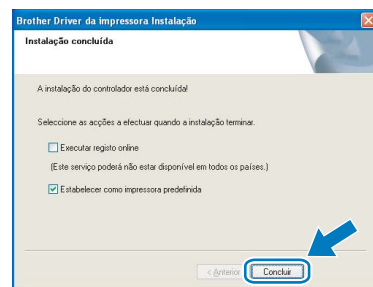 Brother Driver da impressora Instalação
Instalação concluída
A instalação do controlador está concluída!
Seleccione as acções a efectuar quando a instalação terminar.
Executar registo online
(Este serviço poderá não estar disponível em todos os países.)
Estabelecer como impressora predefinida
< Anterior
Concluir